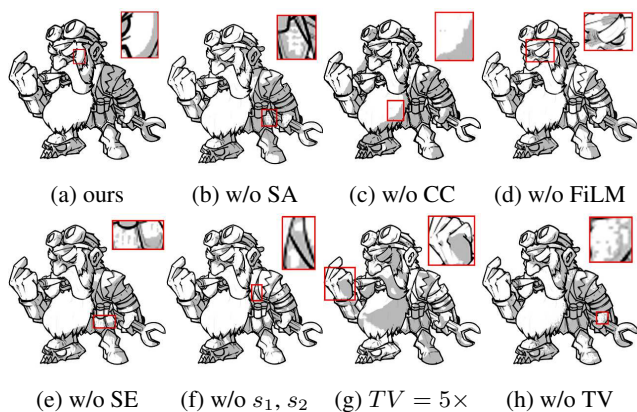 (a) ours (b) w/o SA (c) w/o CC (d) w/o FiLM
(e) w/o SE (f) w/o s₁, s₂ (g) TV = 5× (h) w/o TV